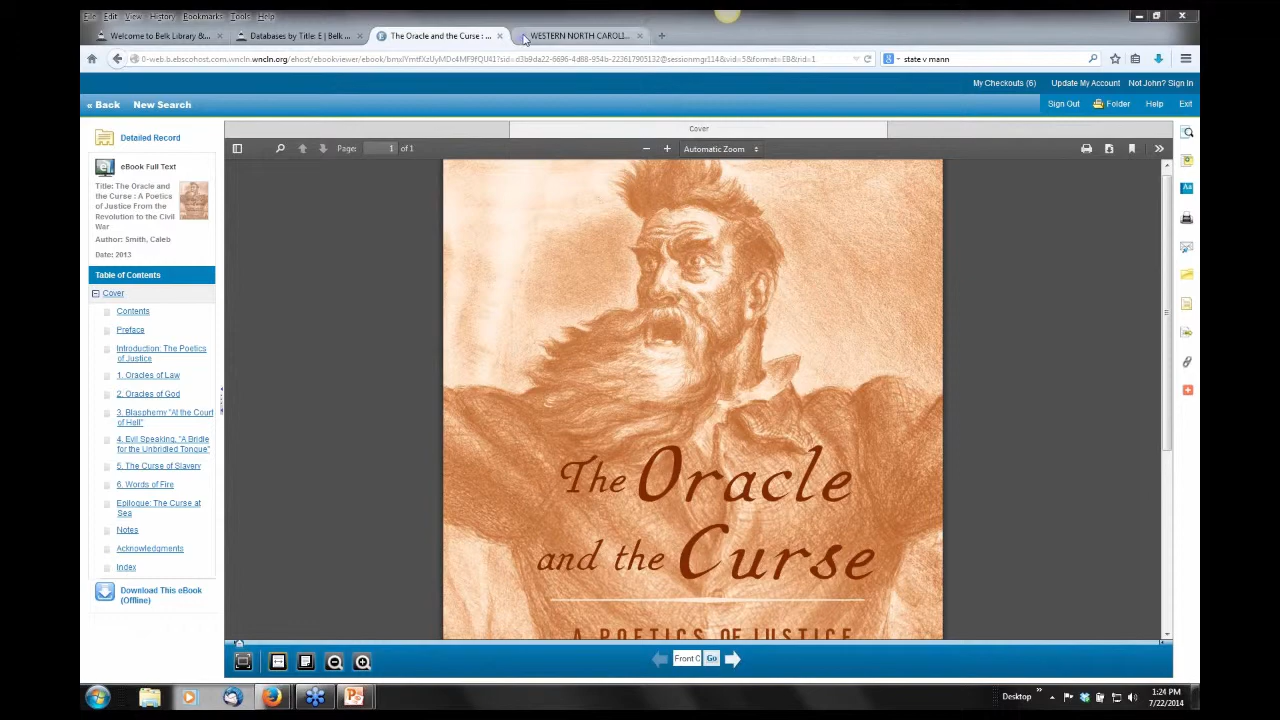 File Edit View History Bookmarks Tools Help
Welcome to Belk Library &... × Databases by Title: E | Belk ... × The Oracle and the Curse : ... × WESTERN NORTH CAROLI... × +
state v mann
My Checkouts (6) Update My Account Not John? Sign In
« Back New Search Sign Out Folder Help Exit
Detailed Record
Cover
Page: 1 of 1 Automatic Zoom
eBook Full Text
Title: The Oracle and
the Curse : A Poetics
of Justice From the
Revolution to the Civil
War
Author: Smith, Caleb
Date: 2013
Table of Contents
Cover
Contents
Preface
Introduction: The Poetics
of Justice
1. Oracles of Law
2. Oracles of God
3. Blasphemy "At the Court
of Hell"
4. Evil Speaking, "A Bridle
for the Unbridled Tongue"
5. The Curse of Slavery
6. Words of Fire
Epilogue: The Curse at
Sea
Notes
Acknowledgments
Index
Download This eBook
(Offline)
The Oracle
and the Curse
A POETICS OF JUSTICE
Front C Go
Desktop
1:24 PM
7/22/2014